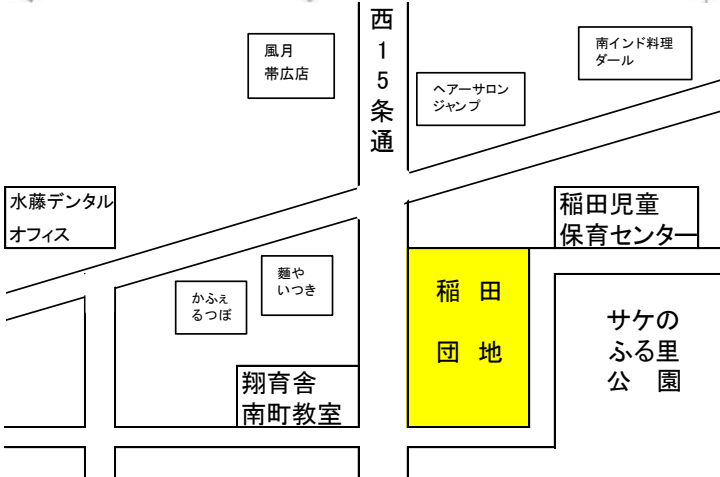 西15条通
風月
帯広店
ヘアーサロン
ジャンプ
南インド料理
ダール
水藤デンタル
オフィス
稲田児童
保育センター
麺や
いつき
かふぇ
るつぼ
稲田
団地
サケの
ふる里
公園
翔育舎
南町教室